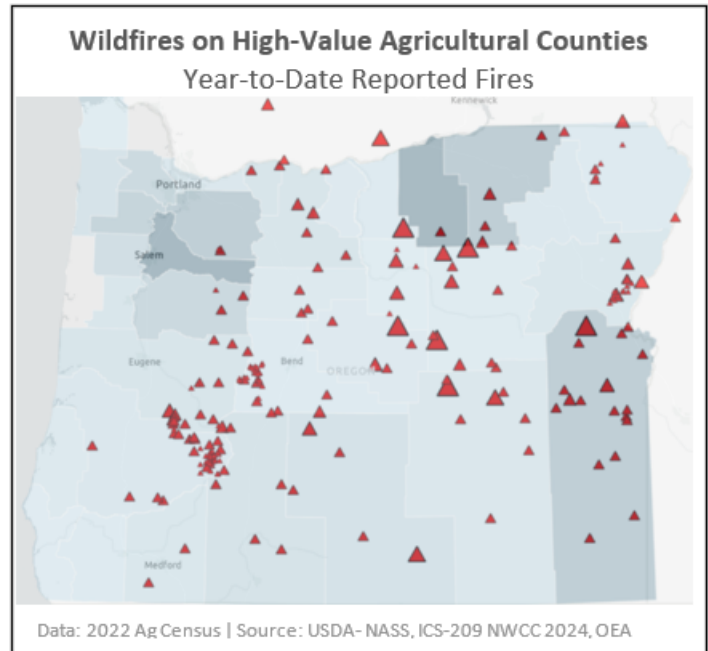 Wildfires on High-Value Agricultural Counties
Year-to-Date Reported Fires
Kennewick
Portland
Salem
Eugene
Bend
OREGON
Medford
Data: 2022 Ag Census | Source: USDA- NASS, ICS-209 NWCC 2024, OEA